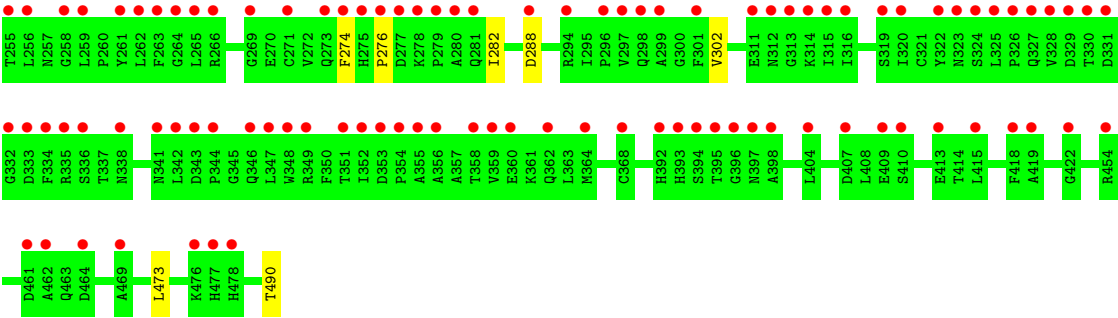 T255 L256 N257 G258 L259 P260 Y261 L262 F263 G264 L265 R266 G269 E270 C271 V272 Q273 F274 H275 P276 D277 K278 P279 A280 Q281 I282 D288 R294 I295 P296 V297 Q298 A299 G300 F301 V302 E311 N312 G313 K314 I315 I316 S319 I320 C321 Y322 N323 S324 L325 P326 Q327 V328 D329 T330 D331
G332 D333 F334 R335 S336 T337 N338 N341 L342 D343 P344 G345 Q346 L347 W348 R349 F350 T351 I352 D353 P354 A355 A356 A357 T358 V359 E360 K361 Q362 L363 M364 C368 H392 H393 S394 T395 G396 N397 A398 L404 D407 L408 E409 S410 E413 T414 L415 F418 A419 G422 R454
D461 A462 Q463 D464 A469 L473 K476 H477 H478 T490